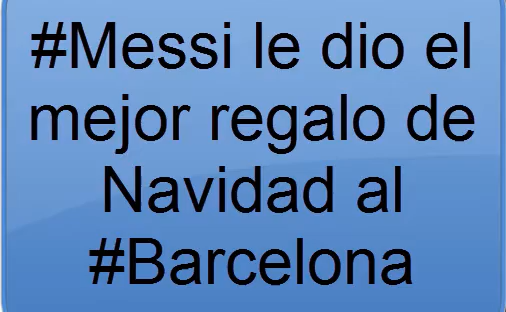 #Messi le dio el
mejor regalo de
Navidad al
#Barcelona